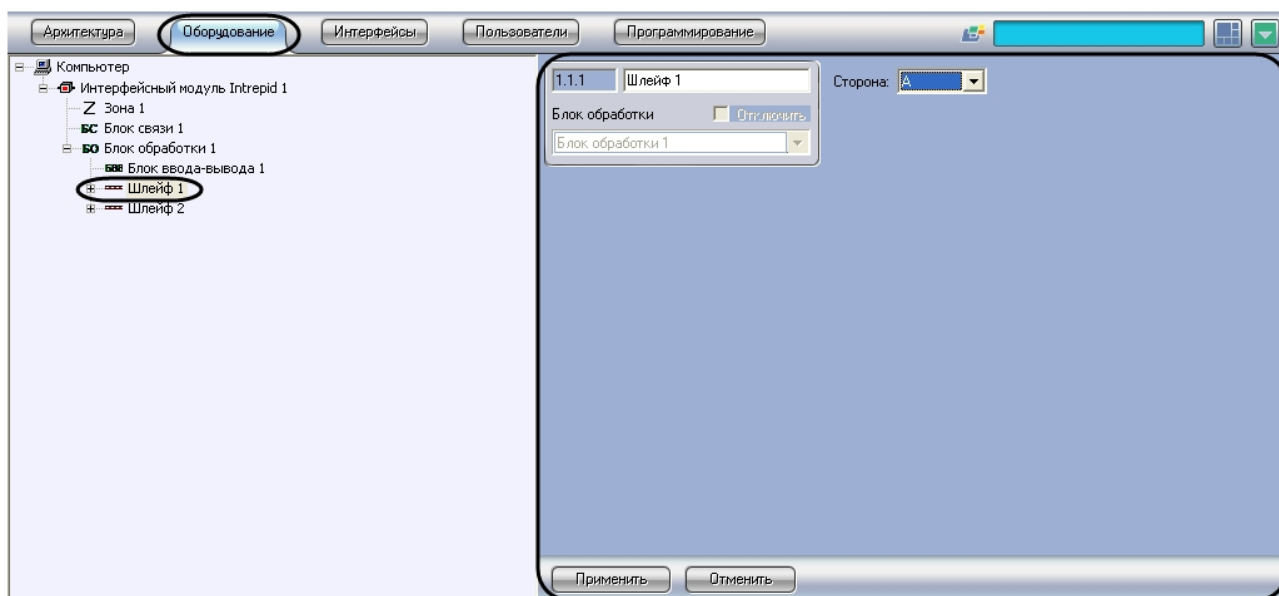 Архитектура Оборудование Интерфейсы Пользователи Программирование
Компьютер
Интерфейсный модуль Intrepid 1
Z Зона 1
БС Блок связи 1
БО Блок обработки 1
БВВ Блок ввода-вывода 1
Шлейф 1
Шлейф 2
1.1.1 Шлейф 1 Сторона: A
Блок обработки Отключить
Блок обработки 1
Применить Отменить